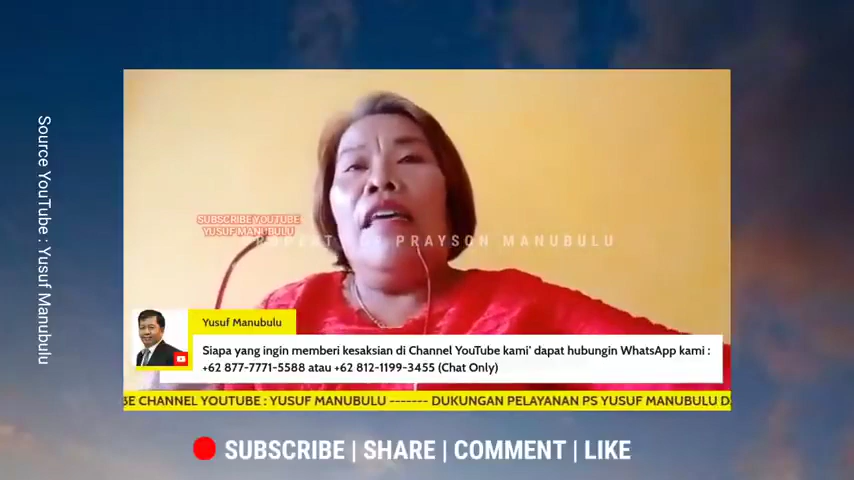 Source YouTube : Yusuf Manubulu
SUBSCRIBE YOUTUBE
YUSUF MANUBULU
PRAYSON MANUBULU
Yusuf Manubulu
Siapa yang ingin memberi kesaksian di Channel YouTube kami' dapat hubungin WhatsApp kami :
+62 877-7771-5588 atau +62 812-1199-3455 (Chat Only)
CHANNEL YOUTUBE : YUSUF MANUBULU ------- DUKUNGAN PELAYANAN PS YUSUF MANUBULU
SUBSCRIBE | SHARE | COMMENT | LIKE